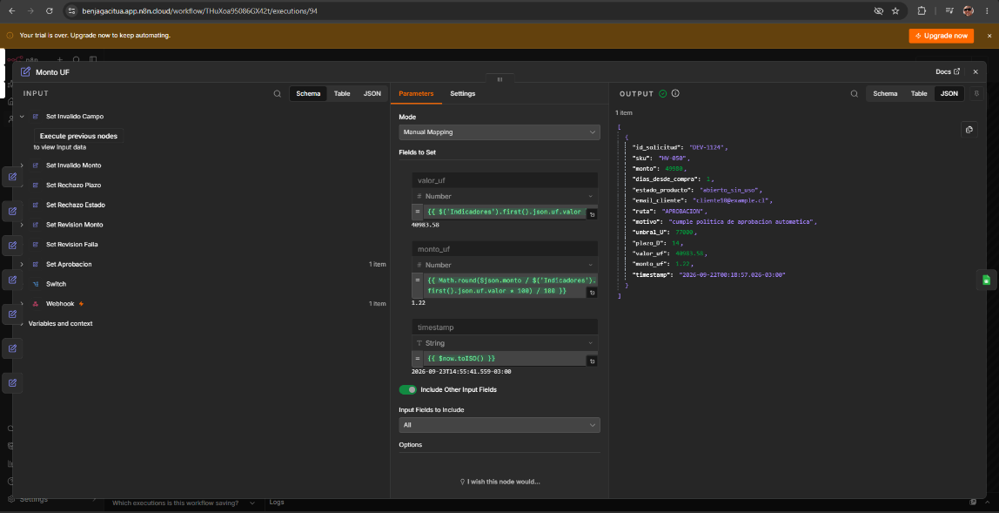 benjagacitua.app.n8n.cloud/workflow/THuXoa95086GX42t/executions/94
Your trial is over. Upgrade now to keep automating.
Upgrade now
n8n
Monto UF
Docs
INPUT
Schema
Table
JSON
Set Invalido Campo
Execute previous nodes
to view input data
Set Invalido Monto
Set Rechazo Plazo
Set Rechazo Estado
Set Revision Monto
Set Revision Falla
Set Aprobacion
1 item
Switch
Webhook
1 item
Variables and context
Parameters
Settings
Mode
Manual Mapping
Fields to Set
valor_uf
# Number
= {{ $('Indicadores').first().json.uf.valor
40983.58
monto_uf
# Number
= {{ Math.round($json.monto / $('Indicadores').
first().json.uf.valor * 100) / 100 }}
1.22
timestamp
T String
= {{ $now.toISO() }}
2026-09-23T14:55:41.559-03:00
Include Other Input Fields
Input Fields to Include
All
Options
I wish this node would...
OUTPUT
Schema
Table
JSON
1 item
[
{
"id_solicitud": "DEV-1124",
"sku": "HV-050",
"monto": 49980,
"dias_desde_compra": 1,
"estado_producto": "abierto_sin_uso",
"email_cliente": "cliente10@example.cl",
"ruta": "APROBACION",
"motivo": "cumple politica de aprobacion automatica",
"umbral_U": 77000,
"plazo_D": 14,
"valor_uf": 40983.58,
"monto_uf": 1.22,
"timestamp": "2026-09-22T00:18:57.026-03:00"
}
]
Settings
Which executions is this workflow saving?
Logs